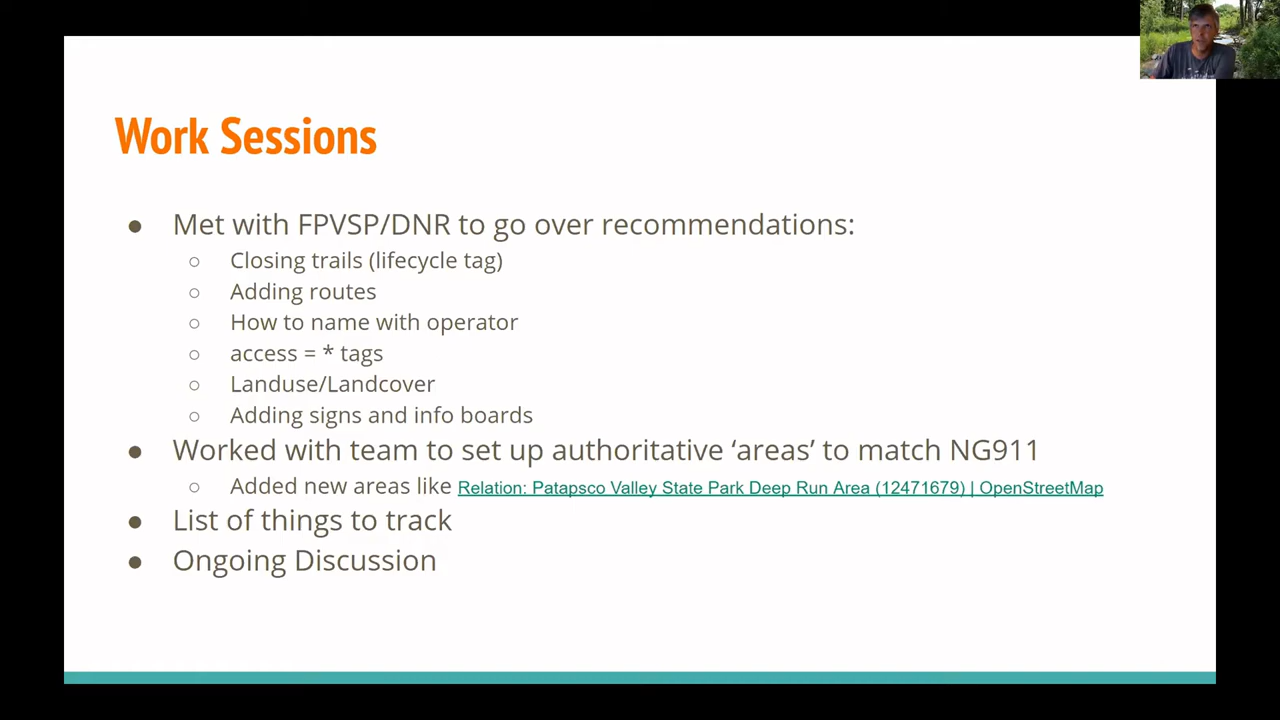 Work Sessions
● Met with FPVSP/DNR to go over recommendations:
○ Closing trails (lifecycle tag)
○ Adding routes
○ How to name with operator
○ access = * tags
○ Landuse/Landcover
○ Adding signs and info boards
● Worked with team to set up authoritative ‘areas’ to match NG911
○ Added new areas like Relation: Patapsco Valley State Park Deep Run Area (12471679) | OpenStreetMap
● List of things to track
● Ongoing Discussion